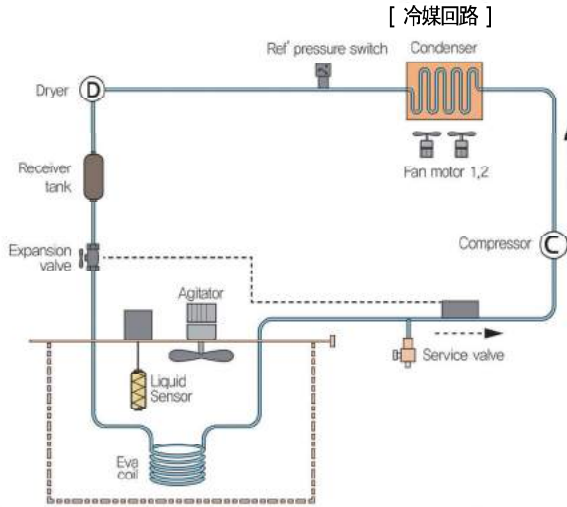 [ 冷媒回路 ]
Ref' pressure switch
Condenser
Dryer
D
Receiver
tank
Fan motor 1,2
Compressor
C
Expansion
valve
Agitator
Service valve
Liquid
Sensor
Eva
coil